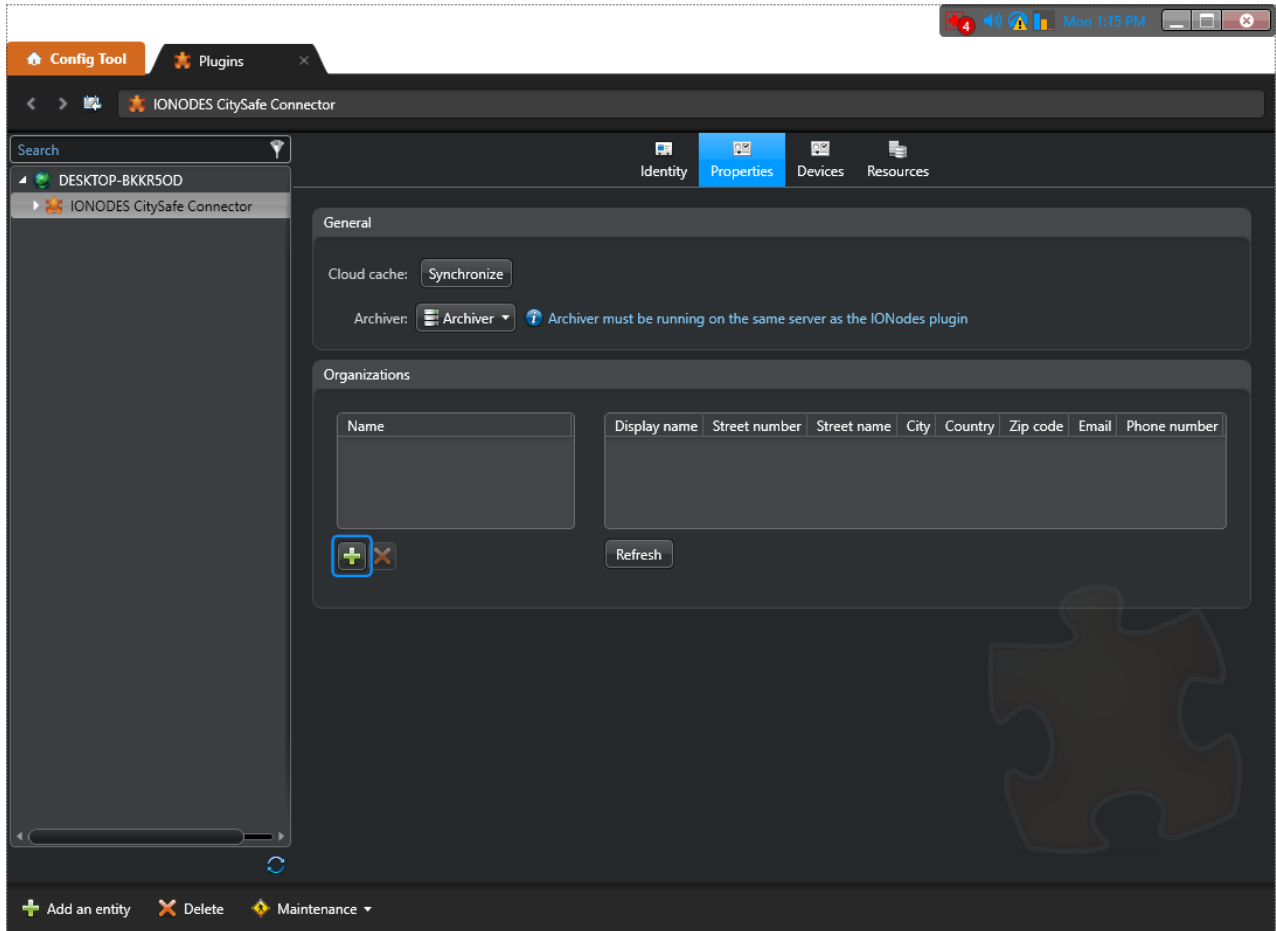 4 Mon 1:15 PM
Config Tool Plugins
IONODES CitySafe Connector
Search
DESKTOP-BKKR5OD
IONODES CitySafe Connector
Identity Properties Devices Resources
General
Cloud cache: Synchronize
Archiver: Archiver Archiver must be running on the same server as the IONodes plugin
Organizations
Name Display name Street number Street name City Country Zip code Email Phone number
Refresh
Add an entity Delete Maintenance